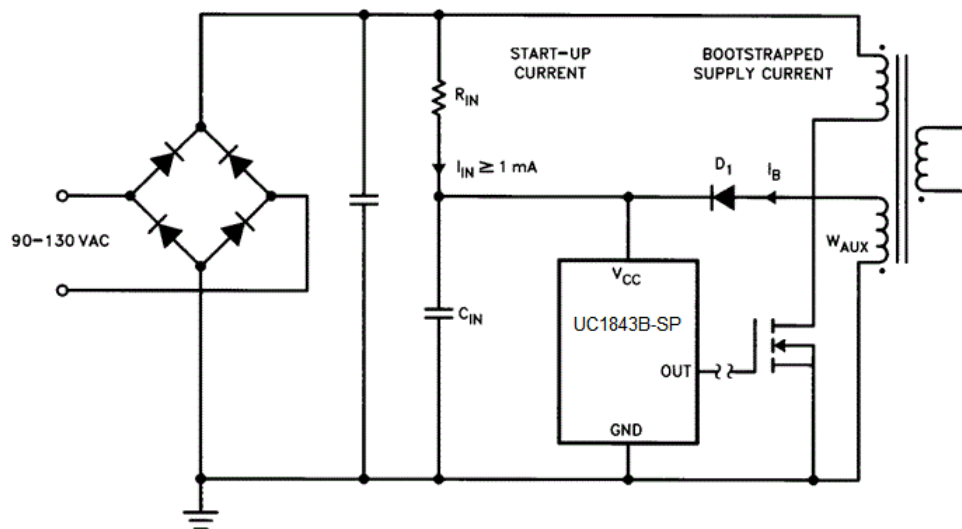 START-UP
CURRENT
BOOTSTRAPPED
SUPPLY CURRENT
R_IN
I_IN ≥ 1 mA
D_1
I_B
90-130 VAC
W_AUX
V_CC
C_IN
UC1843B-SP
OUT
GND